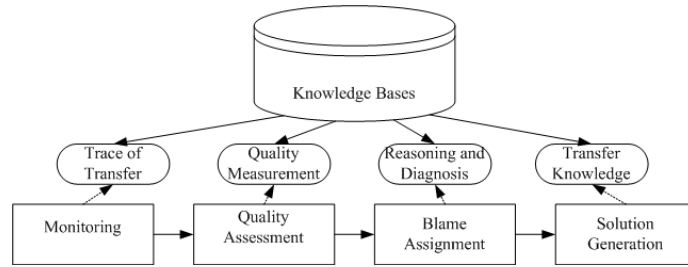 Knowledge Bases
Trace of
Transfer
Quality
Measurement
Reasoning and
Diagnosis
Transfer
Knowledge
Monitoring
Quality
Assessment
Blame
Assignment
Solution
Generation